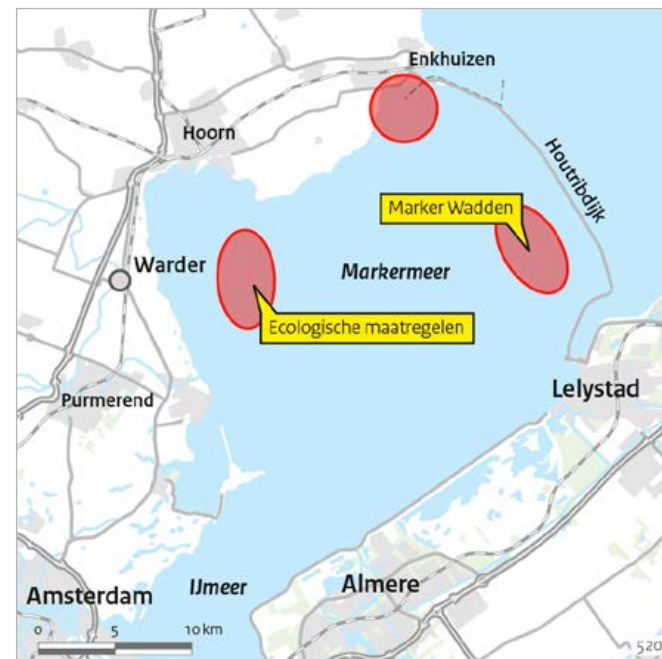 Enkhuizen
Hoorn
Houtribdijk
Marker Wadden
Warder
Markermeer
Ecologische maatregelen
Lelystad
Purmerend
IJmeer
Almere
Amsterdam
0 5 10 km
520